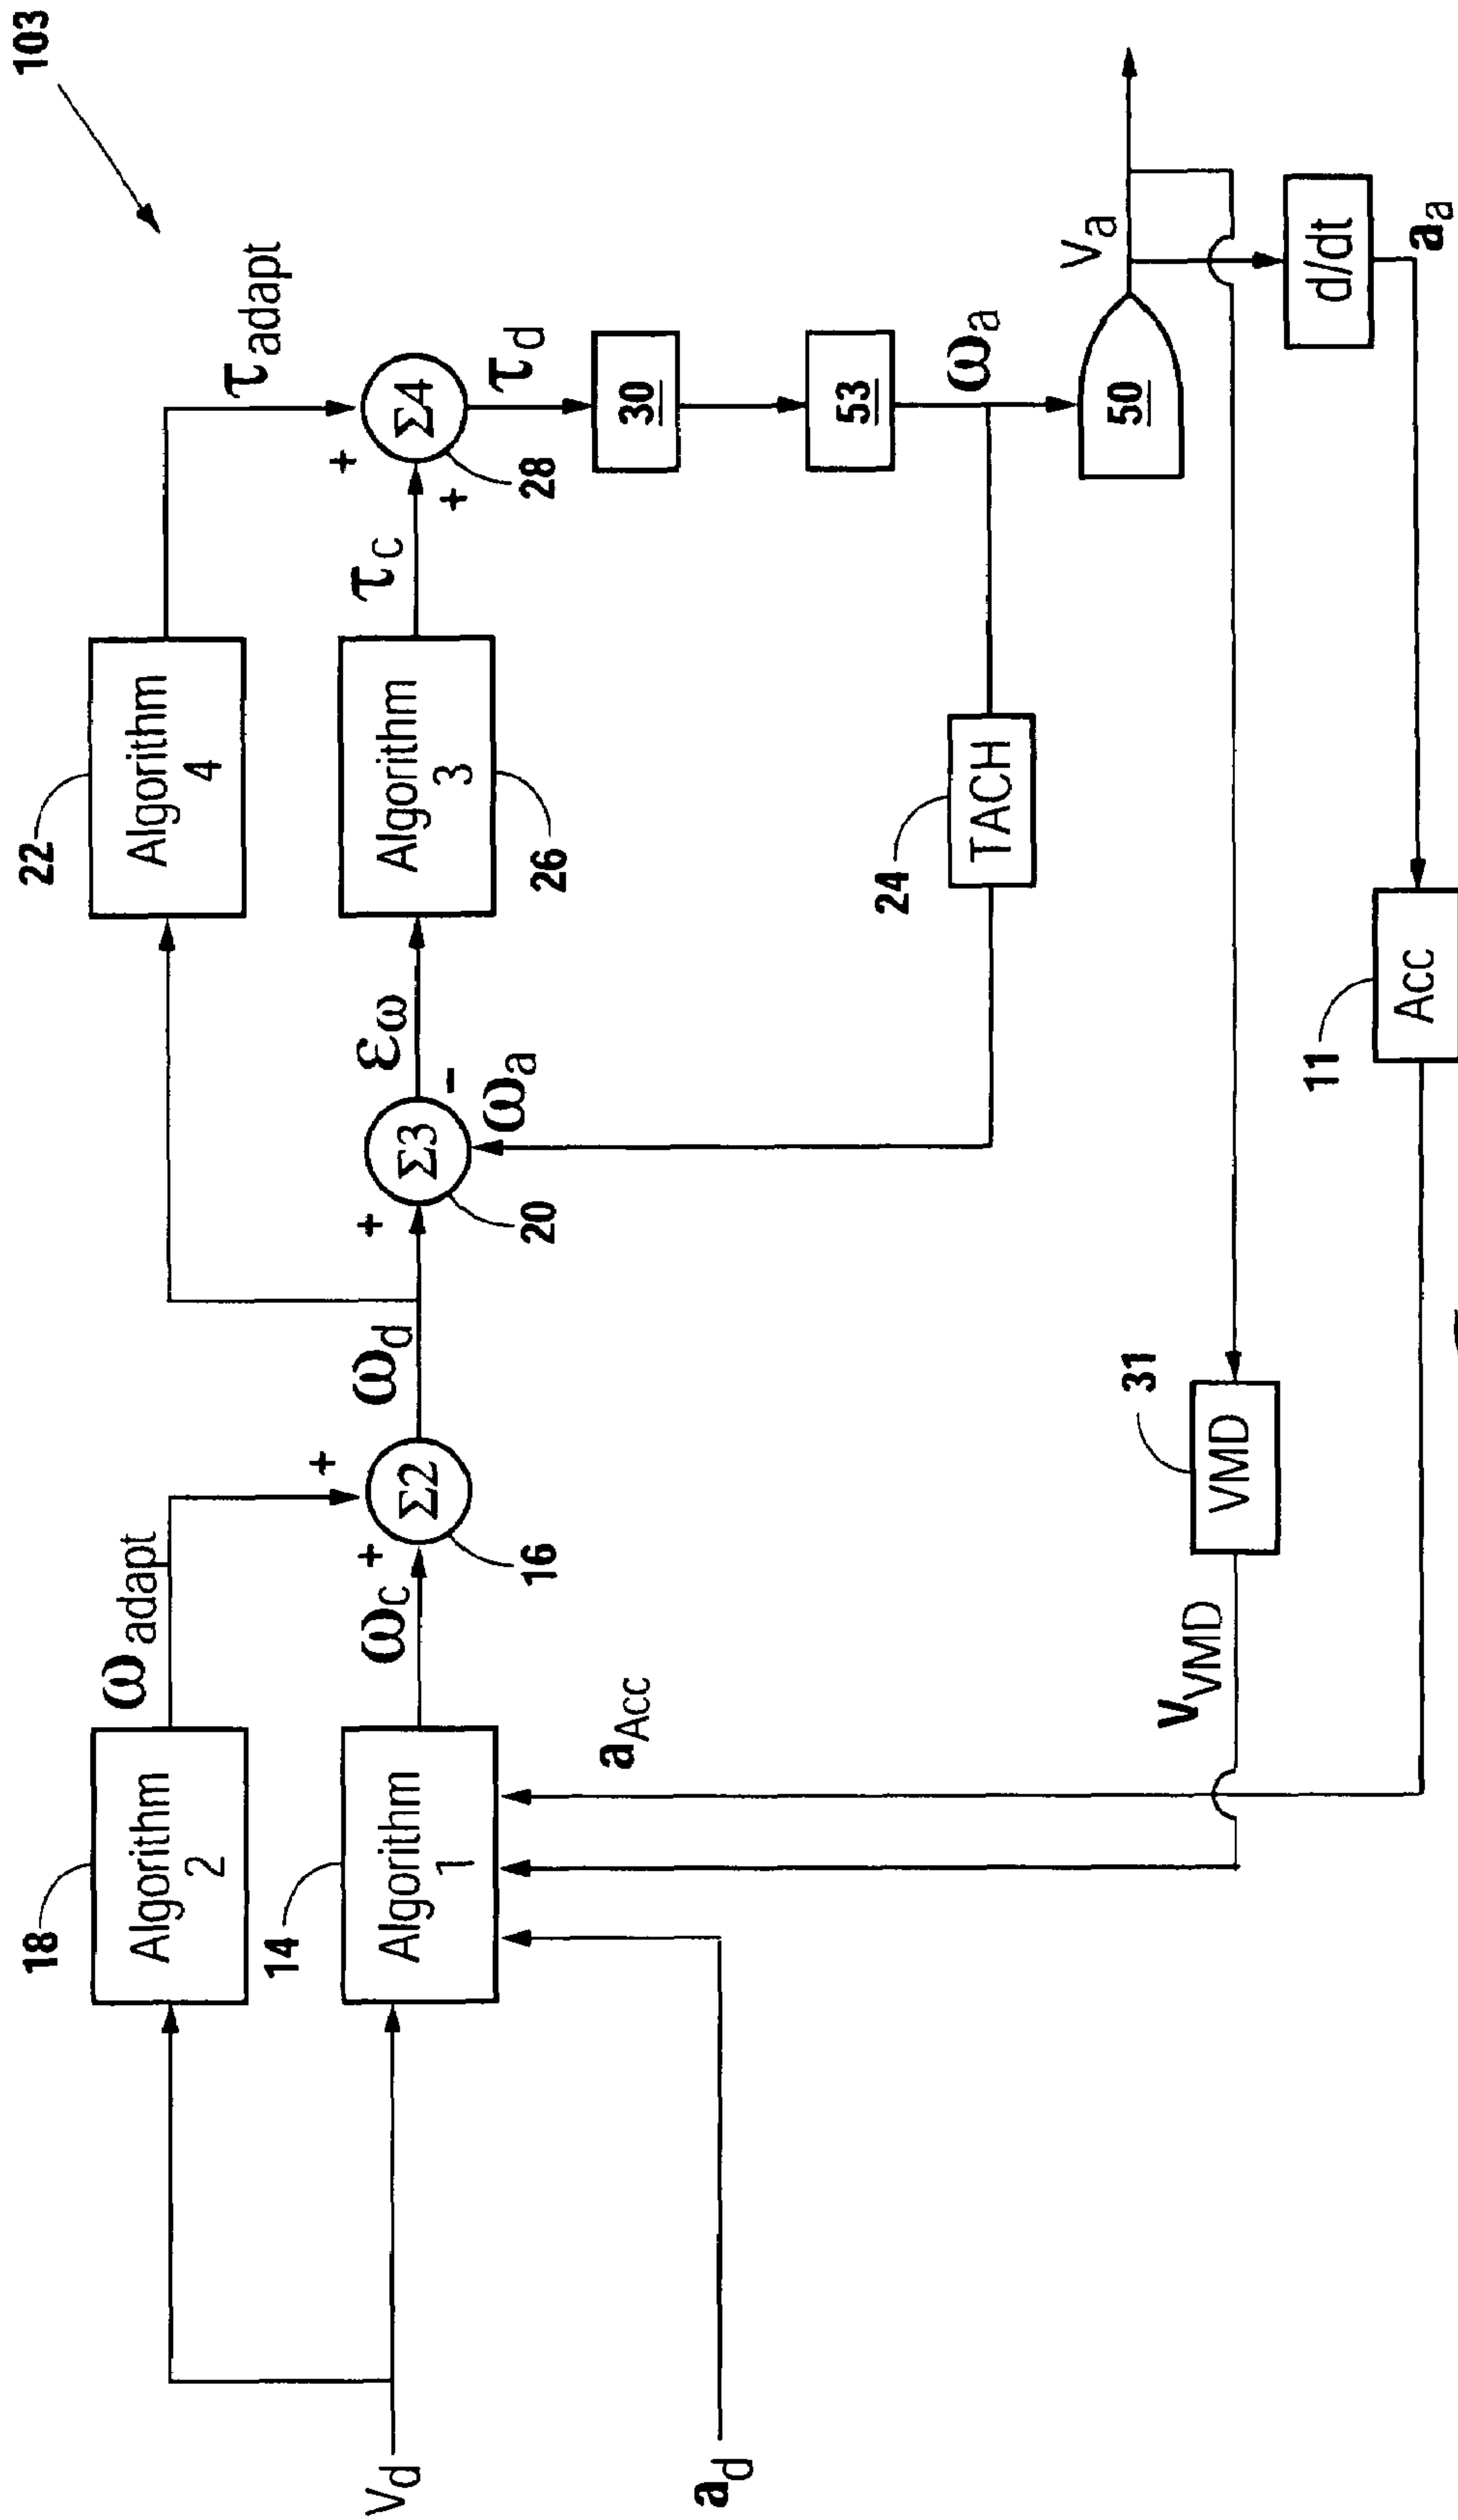 103
22
Algorithm
4
τadapt
18
Algorithm
2
ωadapt
+
+
14
Algorithm
1
ωc
+
Σ2
16
ωd
+
Σ3
20
-
εω
Algorithm
3
26
τc
+
Σ4
28
τd
30
53
ωa
50
Va
Vd
ad
aAcc
ωa
24
TACH
VVMD
31
VMD
d/dt
aa
11
Acc